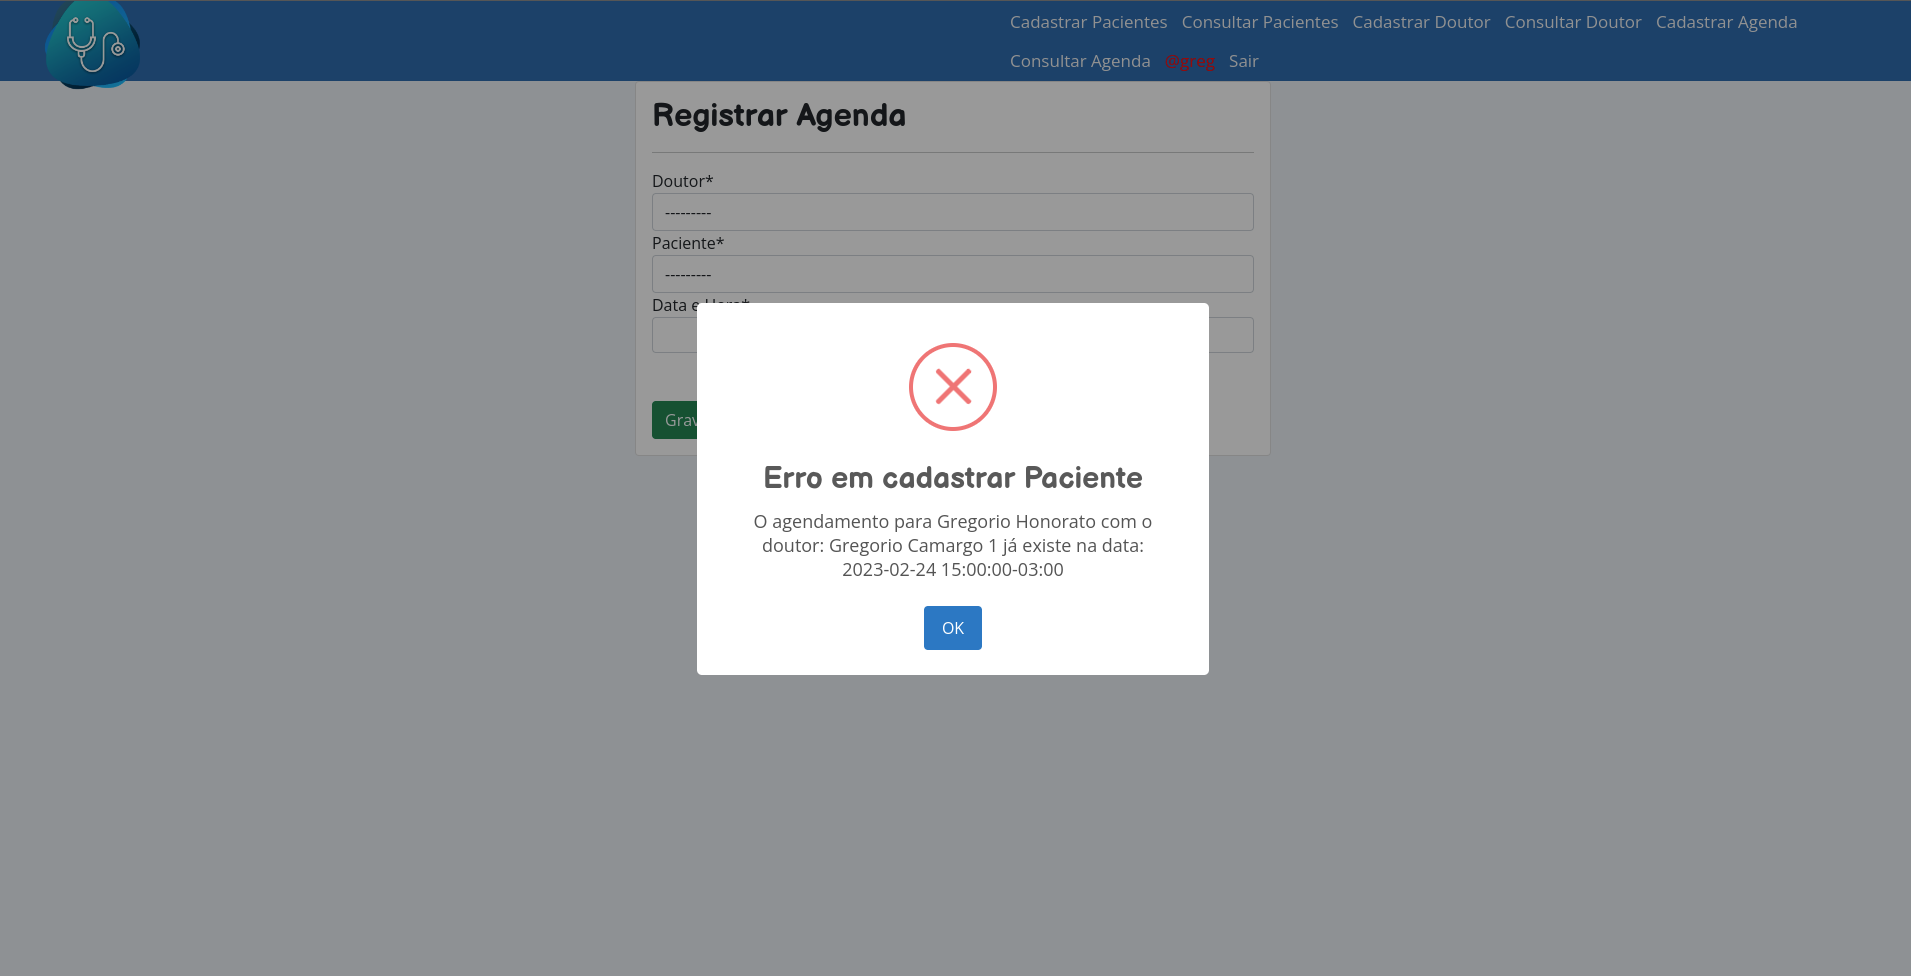 Cadastrar Pacientes Consultar Pacientes Cadastrar Doutor Consultar Doutor Cadastrar Agenda
Consultar Agenda @greg Sair
Registrar Agenda
Doutor*
---------
Paciente*
---------
Data e Hora*
Grav
Erro em cadastrar Paciente
O agendamento para Gregorio Honorato com o
doutor: Gregorio Camargo 1 já existe na data:
2023-02-24 15:00:00-03:00
OK